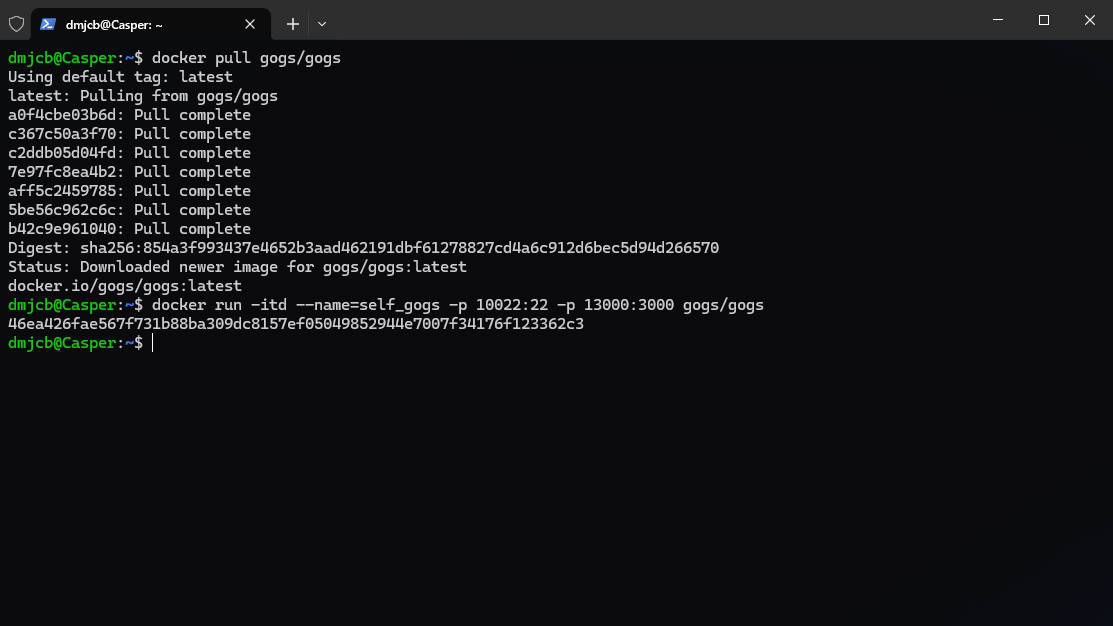 dmjcb@Casper: ~
dmjcb@Casper:~$ docker pull gogs/gogs
Using default tag: latest
latest: Pulling from gogs/gogs
a0f4cbe03b6d: Pull complete
c367c50a3f70: Pull complete
c2ddb05d04fd: Pull complete
7e97fc8ea4b2: Pull complete
aff5c2459785: Pull complete
5be56c962c6c: Pull complete
b42c9e961040: Pull complete
Digest: sha256:854a3f993437e4652b3aad462191dbf61278827cd4a6c912d6bec5d94d266570
Status: Downloaded newer image for gogs/gogs:latest
docker.io/gogs/gogs:latest
dmjcb@Casper:~$ docker run -itd --name=self_gogs -p 10022:22 -p 13000:3000 gogs/gogs
46ea426fae567f731b88ba309dc8157ef05049852944e7007f34176f123362c3
dmjcb@Casper:~$